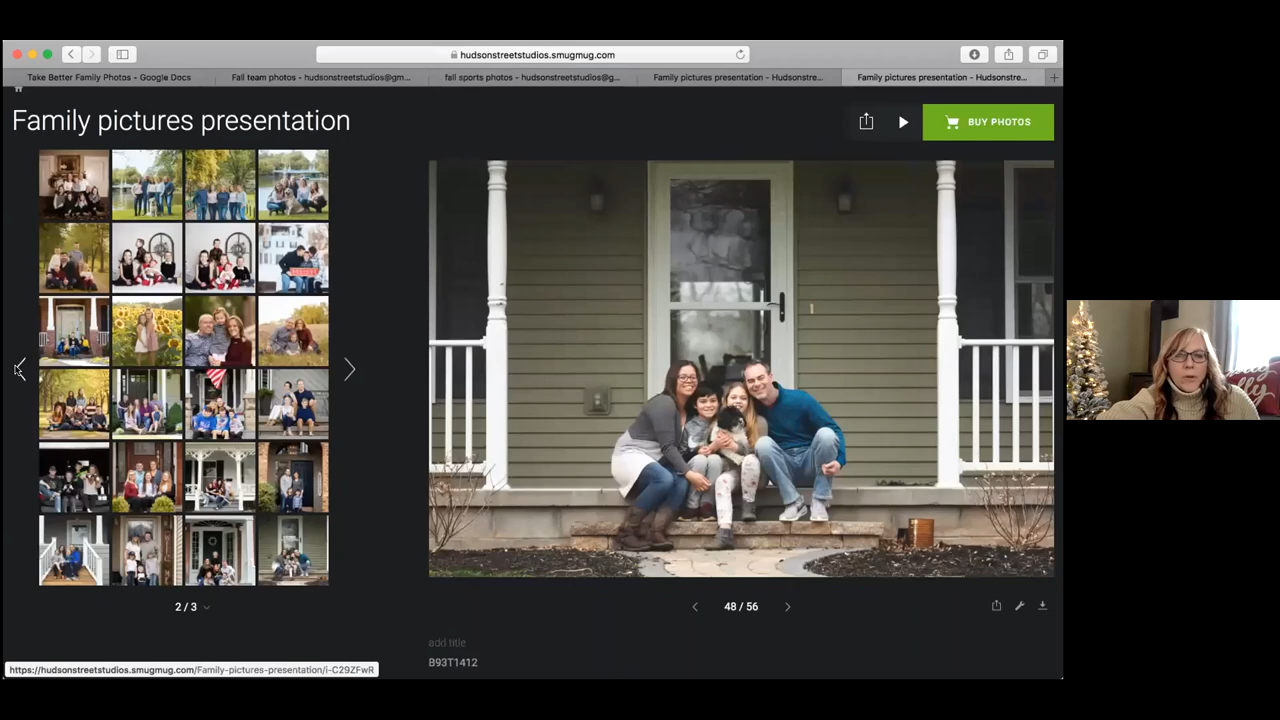 hudsonstreetstudios.smugmug.com
Take Better Family Photos - Google Docs
Fall team photos - hudsonstreetstudios@gm...
fall sports photos - hudsonstreetstudios@g...
Family pictures presentation - Hudsonstre...
Family pictures presentation - Hudsonstre...
Family pictures presentation
BUY PHOTOS
2 / 3
48 / 56
add title
B93T1412
https://hudsonstreetstudios.smugmug.com/Family-pictures-presentation/i-C29ZFwR